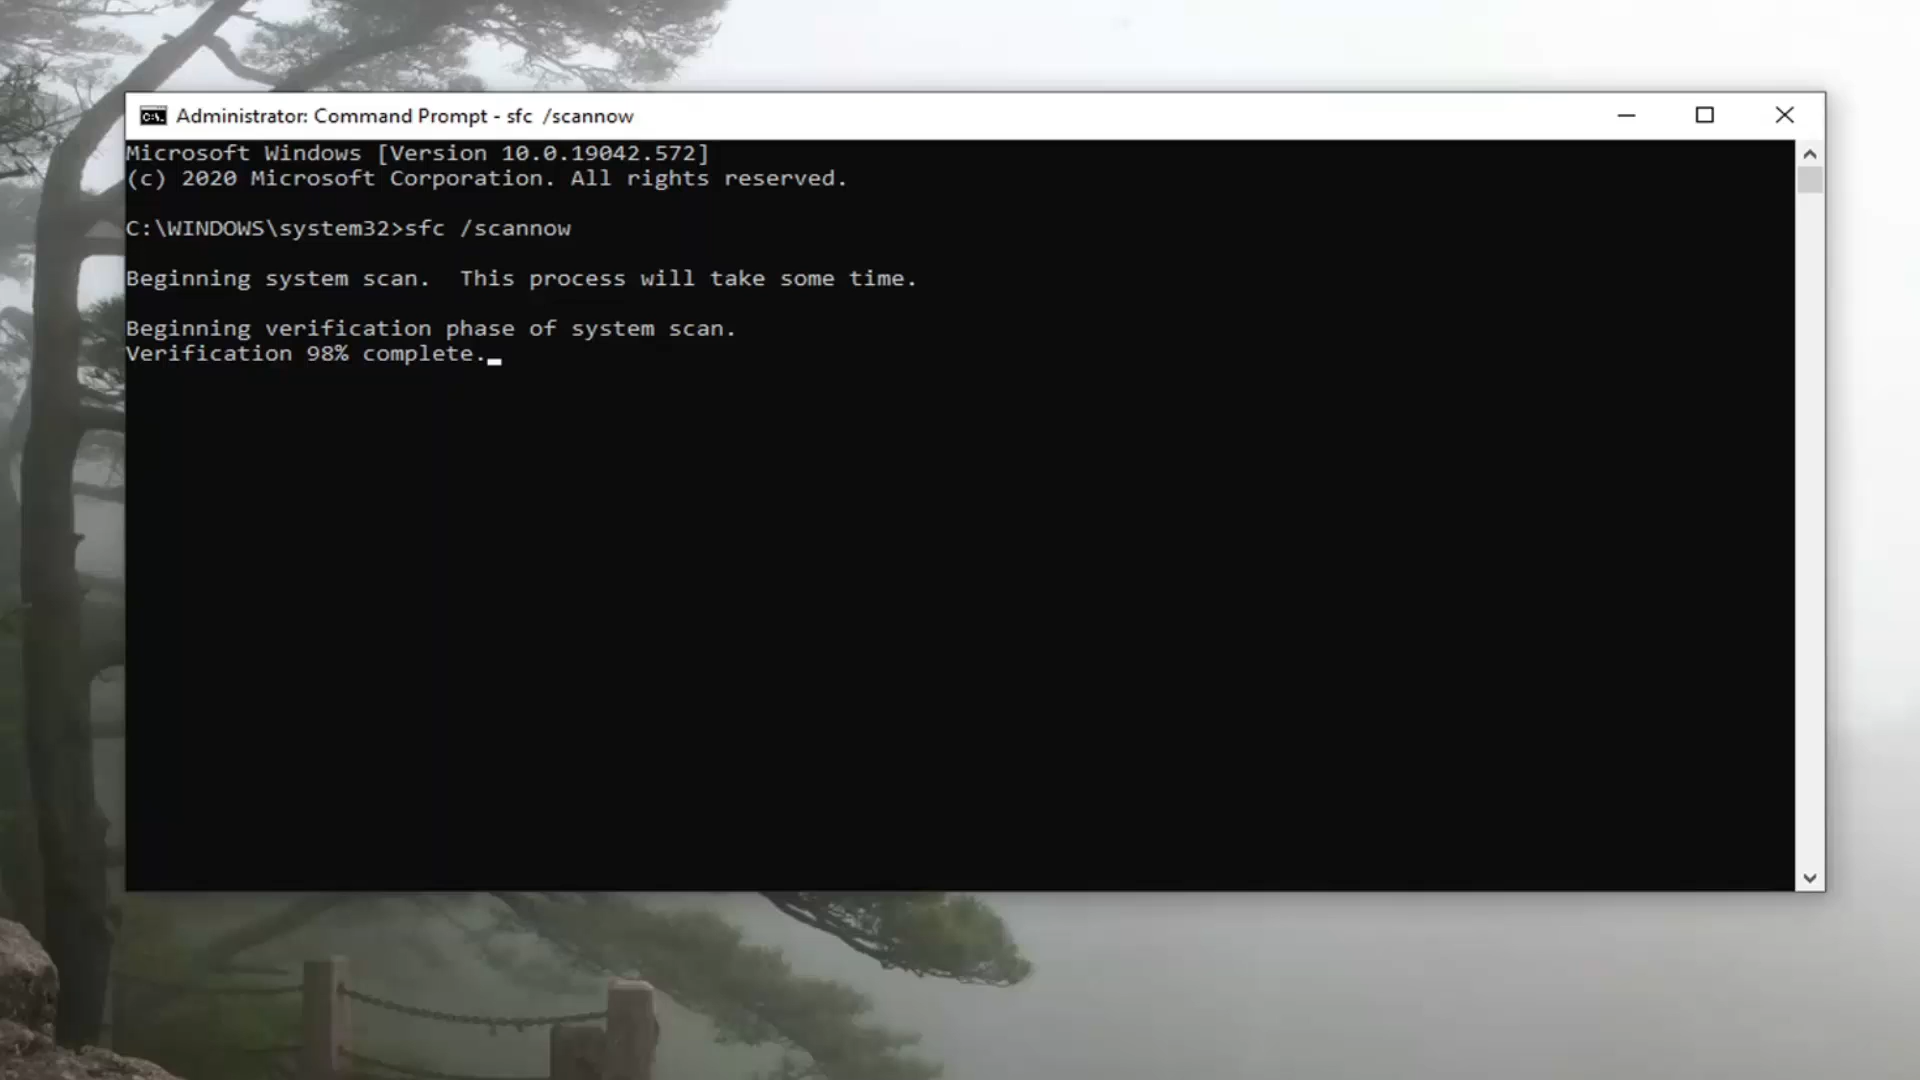 Administrator: Command Prompt - sfc  /scannow
Microsoft Windows [Version 10.0.19042.572]
(c) 2020 Microsoft Corporation. All rights reserved.
C:\WINDOWS\system32>sfc /scannow
Beginning system scan.  This process will take some time.
Beginning verification phase of system scan.
Verification 98% complete.